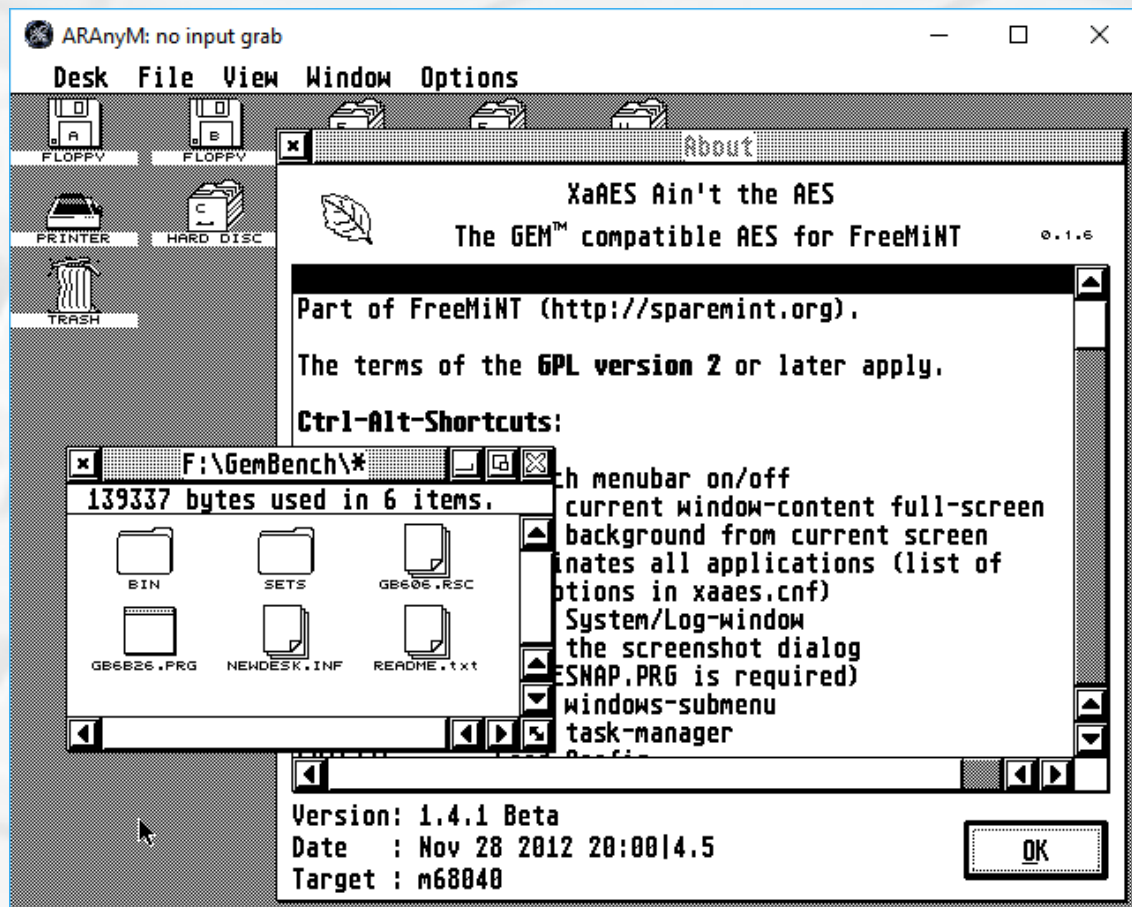 ARAnyM: no input grab
Desk File View Window Options
A
B
FLOPPY
FLOPPY
PRINTER
C
HARD DISC
TRASH
About
XaAES Ain't the AES
The GEM™ compatible AES for FreeMiNT
0.1.6
Part of FreeMiNT (http://sparemint.org).
The terms of the GPL version 2 or later apply.
Ctrl-Alt-Shortcuts:
menubar on/off
current window-content full-screen
background from current screen
all applications (list of
in xaaes.cnf)
System/Log-window
the screenshot dialog
is required)
windows-submenu
task-manager
F:\GemBench\*
139337 bytes used in 6 items.
BIN
SETS
GB606.RSC
GB6B26.PRG
NEWDESK.INF
README.txt
Version: 1.4.1 Beta
Date : Nov 28 2012 20:00|4.5
Target : m68040
OK